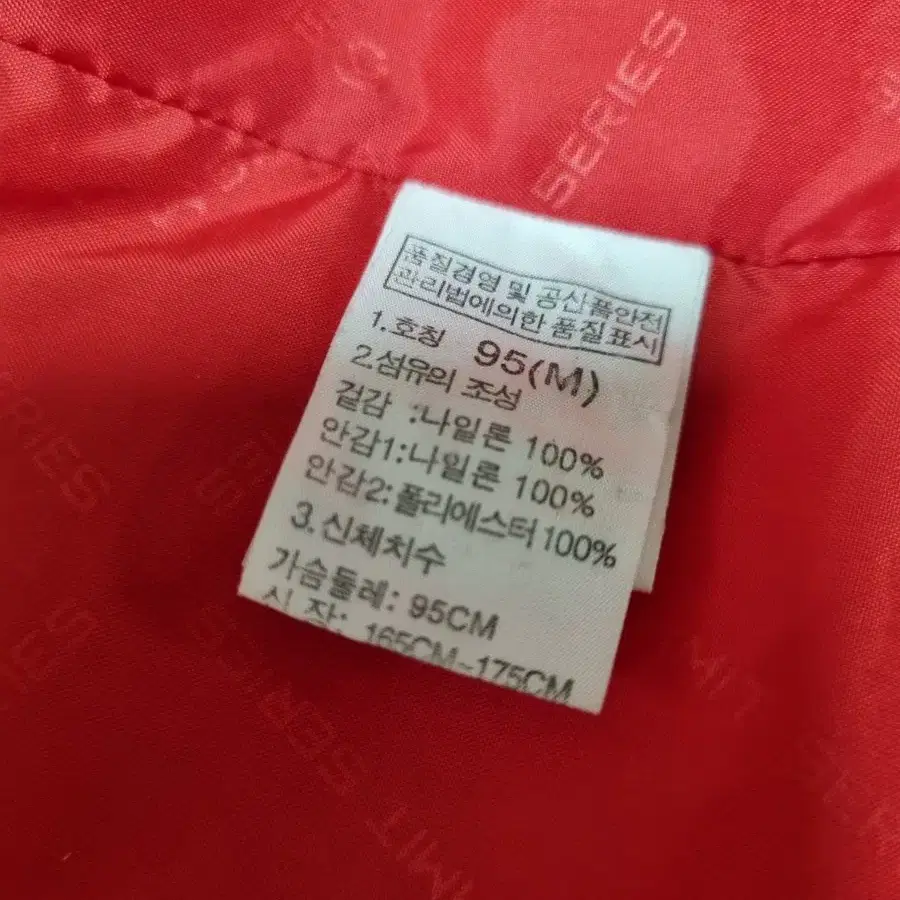 SERIES
품질경영 및 공산품안전
관리법에의한 품질표시
1.호칭 95(M)
2.섬유의 조성
겉감 :나일론 100%
안감1:나일론 100%
안감2:폴리에스터100%
3.신체치수
가슴둘레: 95CM
신 장: 165CM~175CM
SERIES